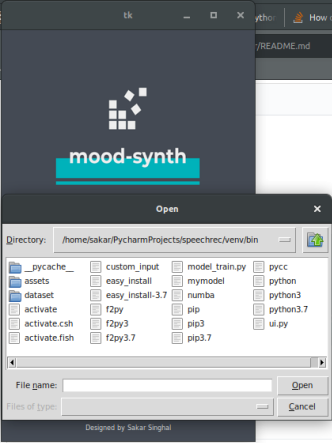 tk
ython
How
r/README.md
mood-synth
Open
Directory: /home/sakar/PycharmProjects/speechrec/venv/bin
__pycache__ custom_input model_train.py pycc
assets easy_install mymodel python
dataset easy_install-3.7 numba python3
activate f2py pip python3.7
activate.csh f2py3 pip3 ui.py
activate.fish f2py3.7 pip3.7
File name: Open
Files of type: Cancel
Designed by Sakar Singhal